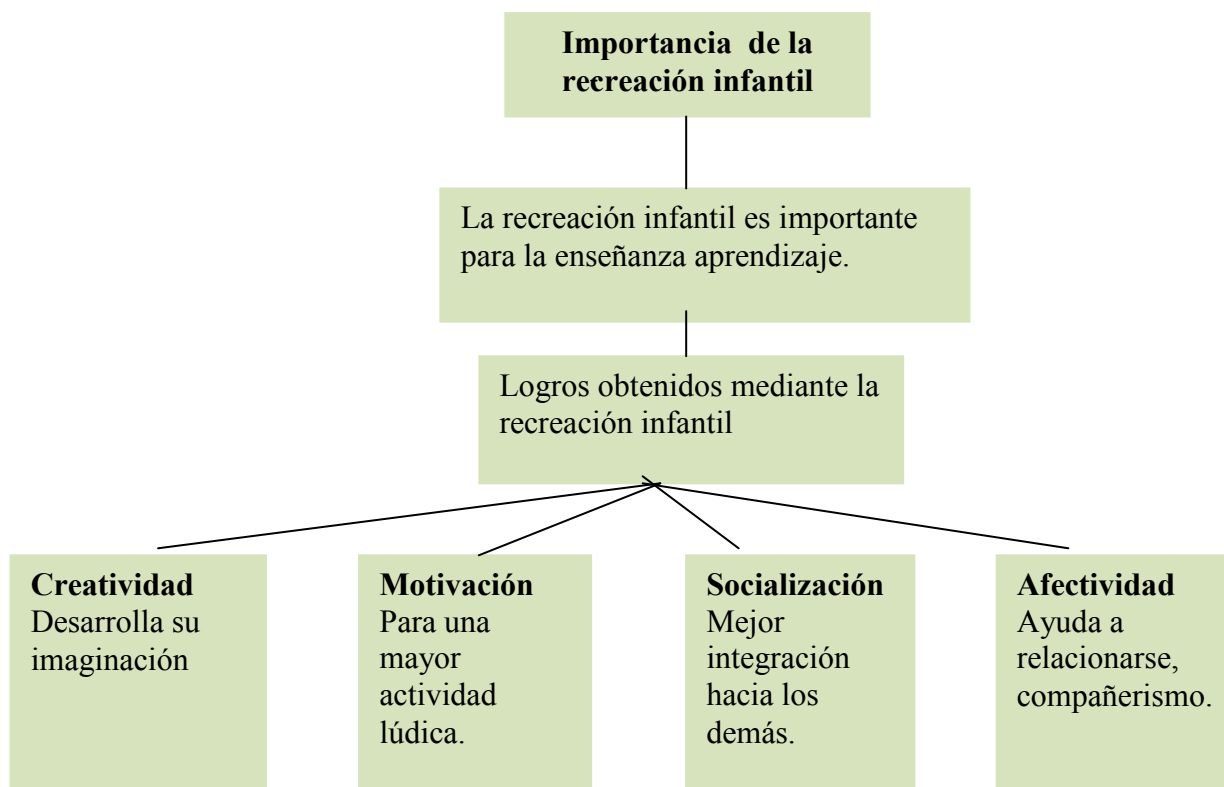 Importancia  de la
recreación infantil
La recreación infantil es importante
para la enseñanza aprendizaje.
Logros obtenidos mediante la
recreación infantil
Creatividad
Desarrolla su
imaginación
Motivación
Para una
mayor
actividad
lúdica.
Socialización
Mejor
integración
hacia los
demás.
Afectividad
Ayuda a
relacionarse,
compañerismo.